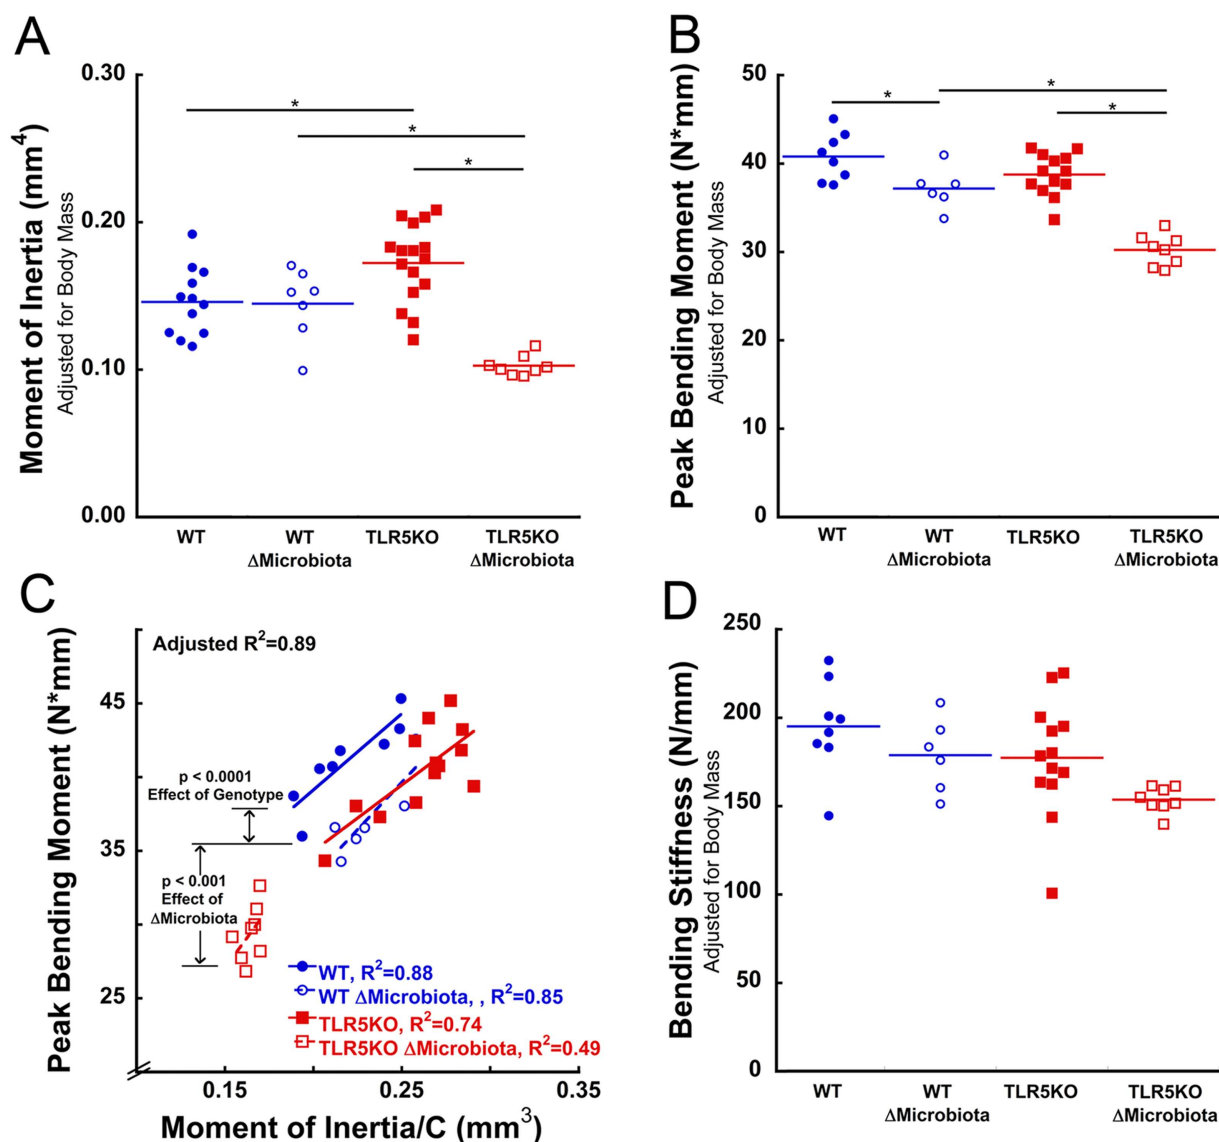 A
Moment of Inertia (mm⁴)
Adjusted for Body Mass
0.30
0.20
0.10
0.00
*
*
*
WT
WT
ΔMicrobiota
TLR5KO
TLR5KO
ΔMicrobiota
B
Peak Bending Moment (N*mm)
Adjusted for Body Mass
50
40
30
20
10
0
*
*
*
WT
WT
ΔMicrobiota
TLR5KO
TLR5KO
ΔMicrobiota
C
Peak Bending Moment (N*mm)
45
35
25
Adjusted R²=0.89
p < 0.0001
Effect of Genotype
p < 0.001
Effect of
ΔMicrobiota
WT, R²=0.88
WT ΔMicrobiota, , R²=0.85
TLR5KO, R²=0.74
TLR5KO ΔMicrobiota, R²=0.49
0.15
0.25
0.35
Moment of Inertia/C (mm³)
D
Bending Stiffness (N/mm)
Adjusted for Body Mass
250
200
150
100
50
0
WT
WT
ΔMicrobiota
TLR5KO
TLR5KO
ΔMicrobiota